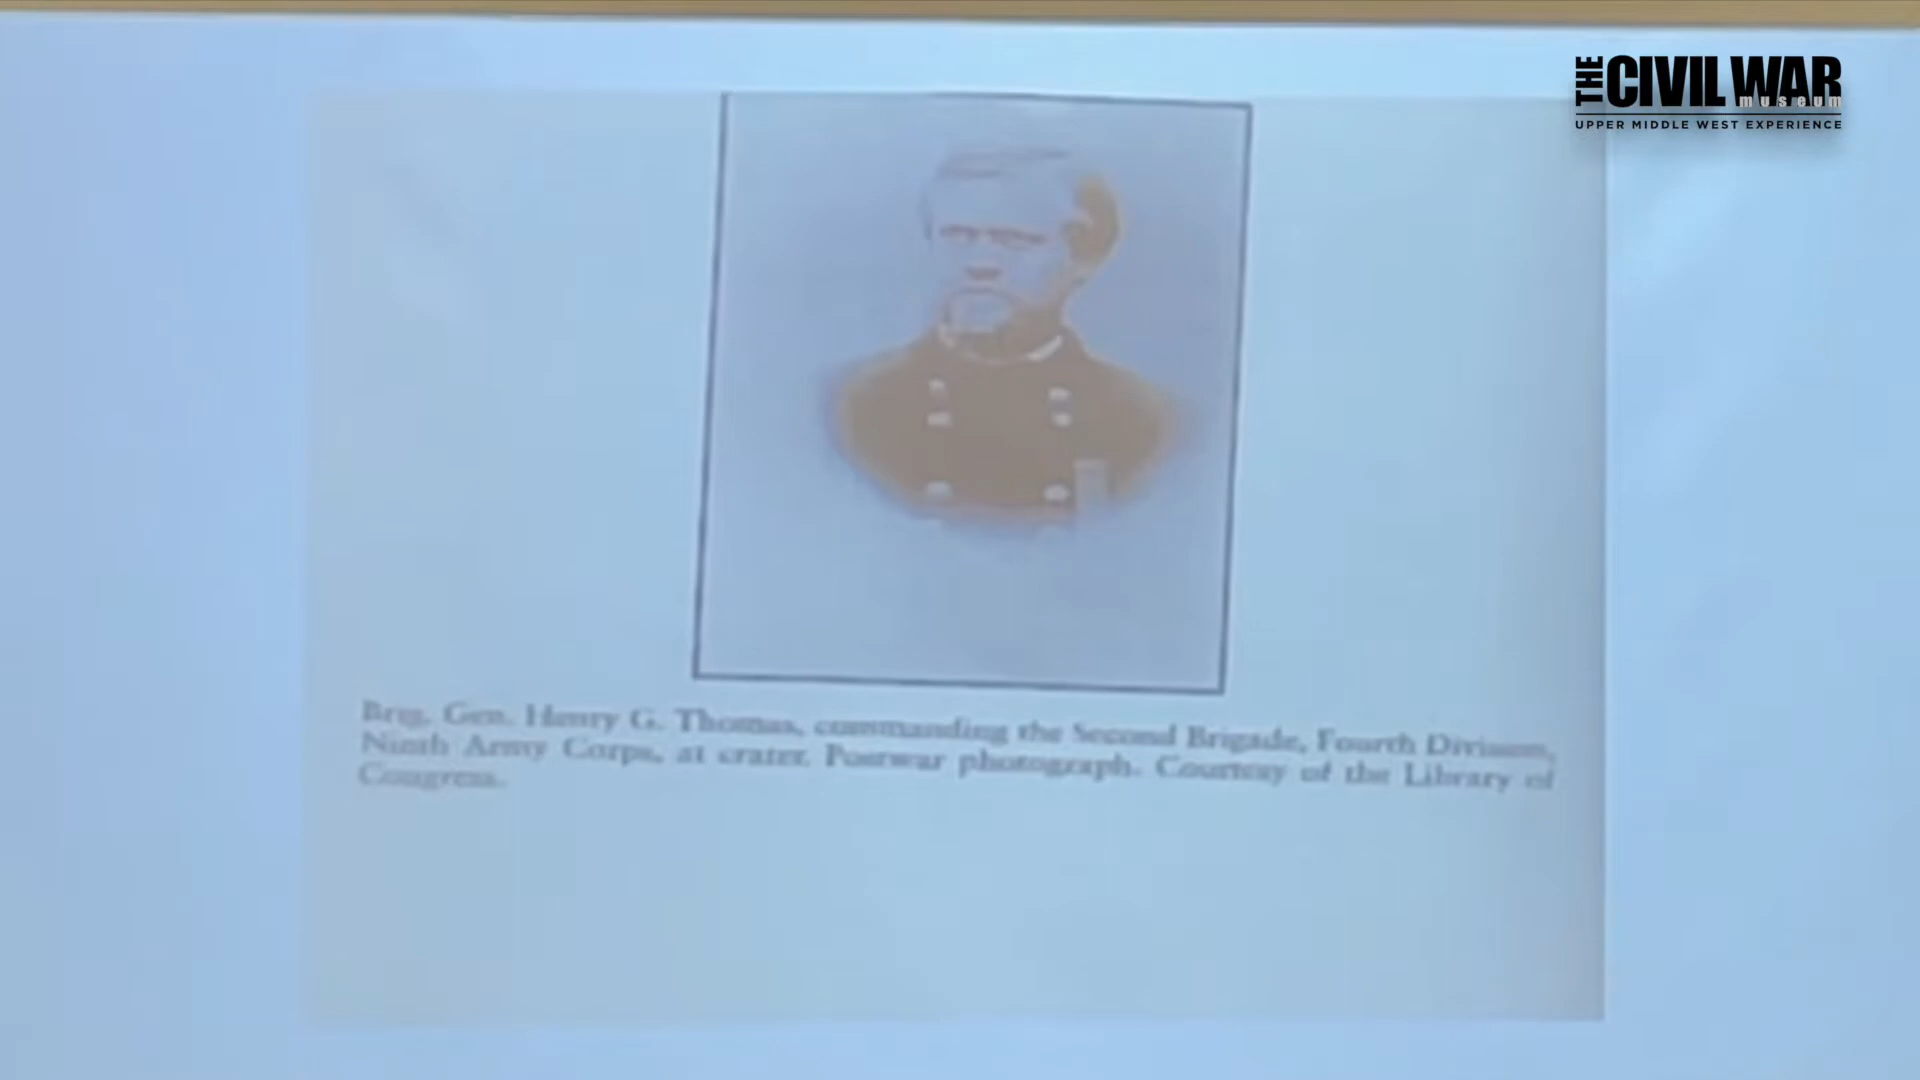 THE CIVIL WAR
museum
UPPER MIDDLE WEST EXPERIENCE
Brig. Gen. Henry G. Thomas, commanding the Second Brigade, Fourth Division,
Ninth Army Corps, at crater. Postwar photograph. Courtesy of the Library of
Congress.